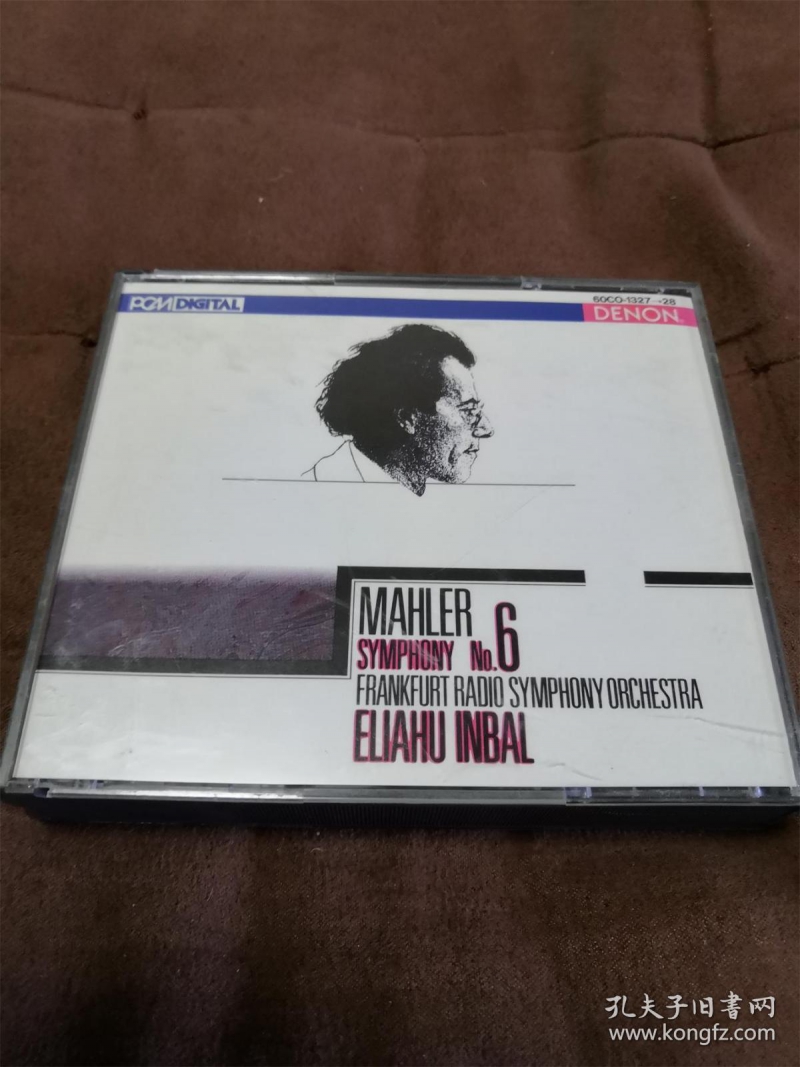 PCM DIGITAL
60CO-1327→28
DENON
MAHLER
SYMPHONY No.6
FRANKFURT RADIO SYMPHONY ORCHESTRA
ELIAHU INBAL
孔夫子旧書网
www.kongfz.com